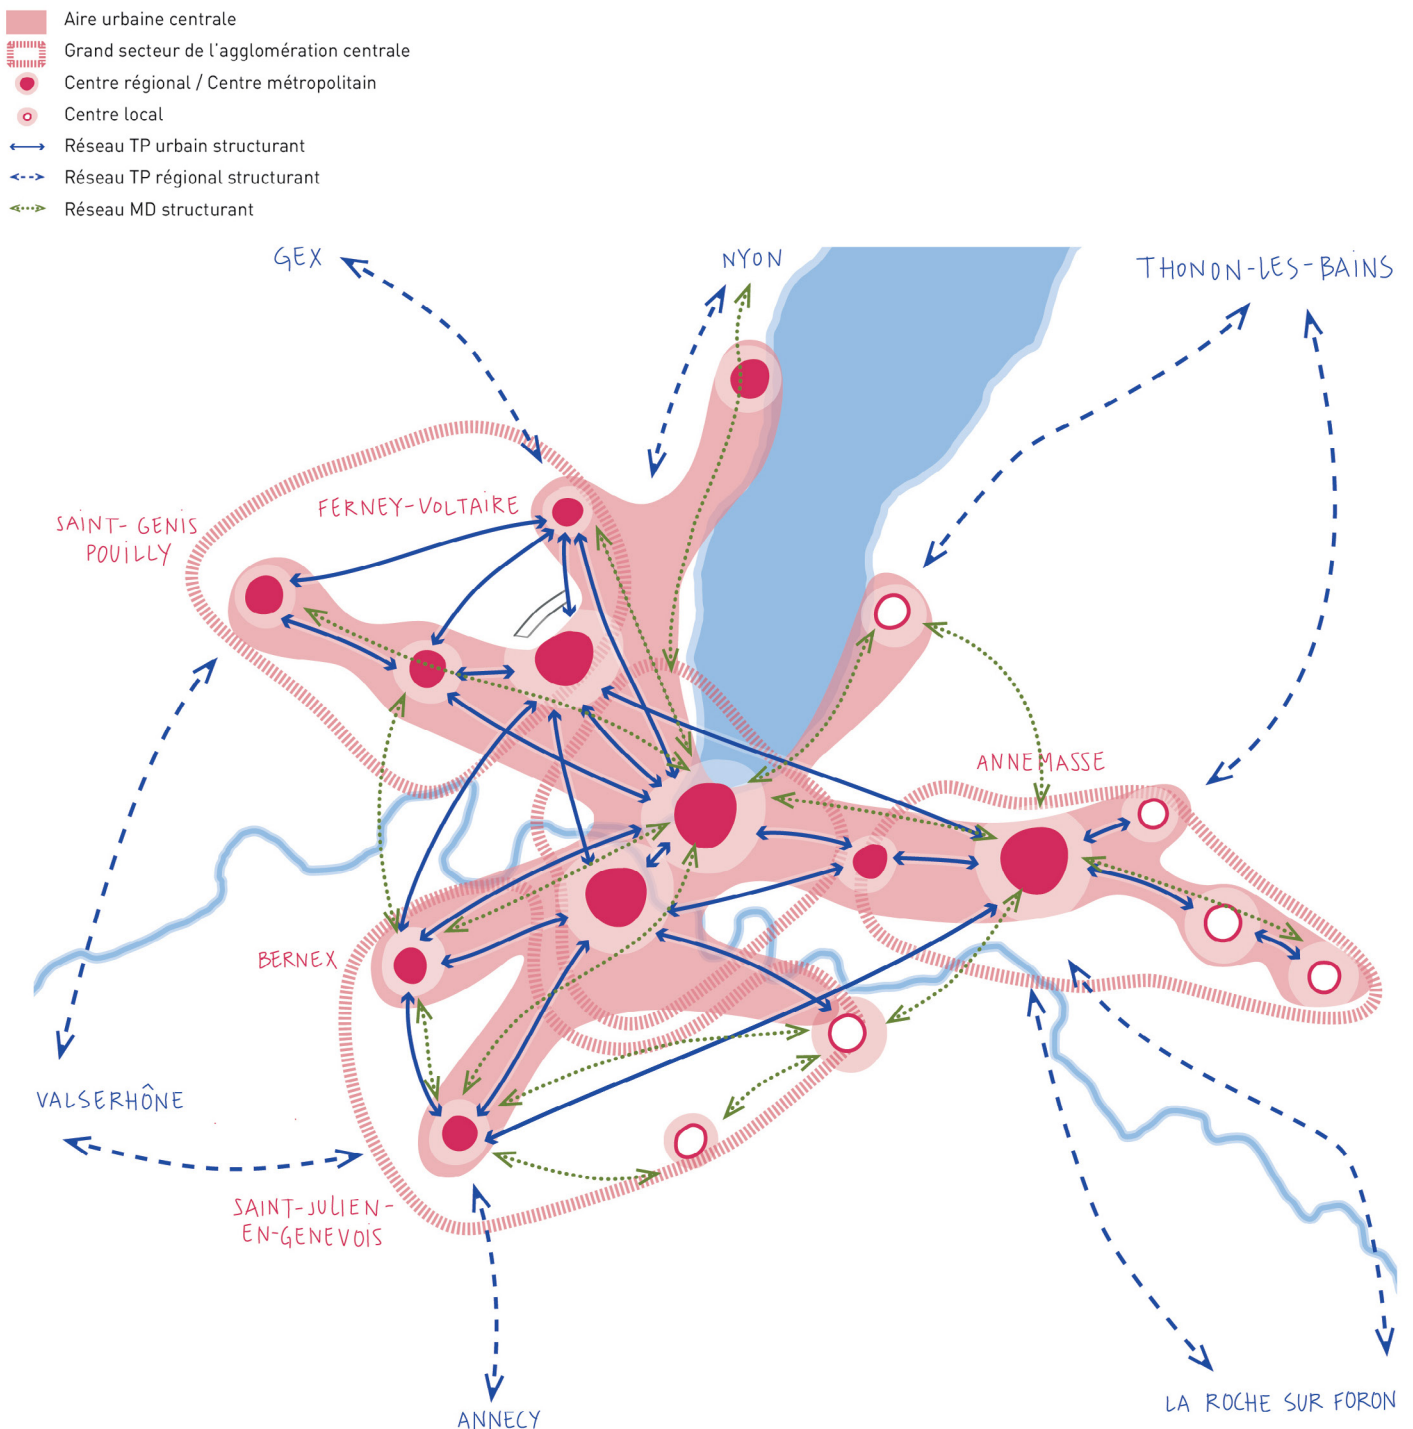 Aire urbaine centrale
Grand secteur de l'agglomération centrale
Centre régional / Centre métropolitain
Centre local
Réseau TP urbain structurant
Réseau TP régional structurant
Réseau MD structurant
GEX
NYON
THONON-LES-BAINS
FERNEY-VOLTAIRE
SAINT-GENIS
POUILLY
ANNEMASSE
BERNEX
VALSERHÔNE
SAINT-JULIEN-
EN-GENEVOIS
LA ROCHE SUR FORON
ANNECY